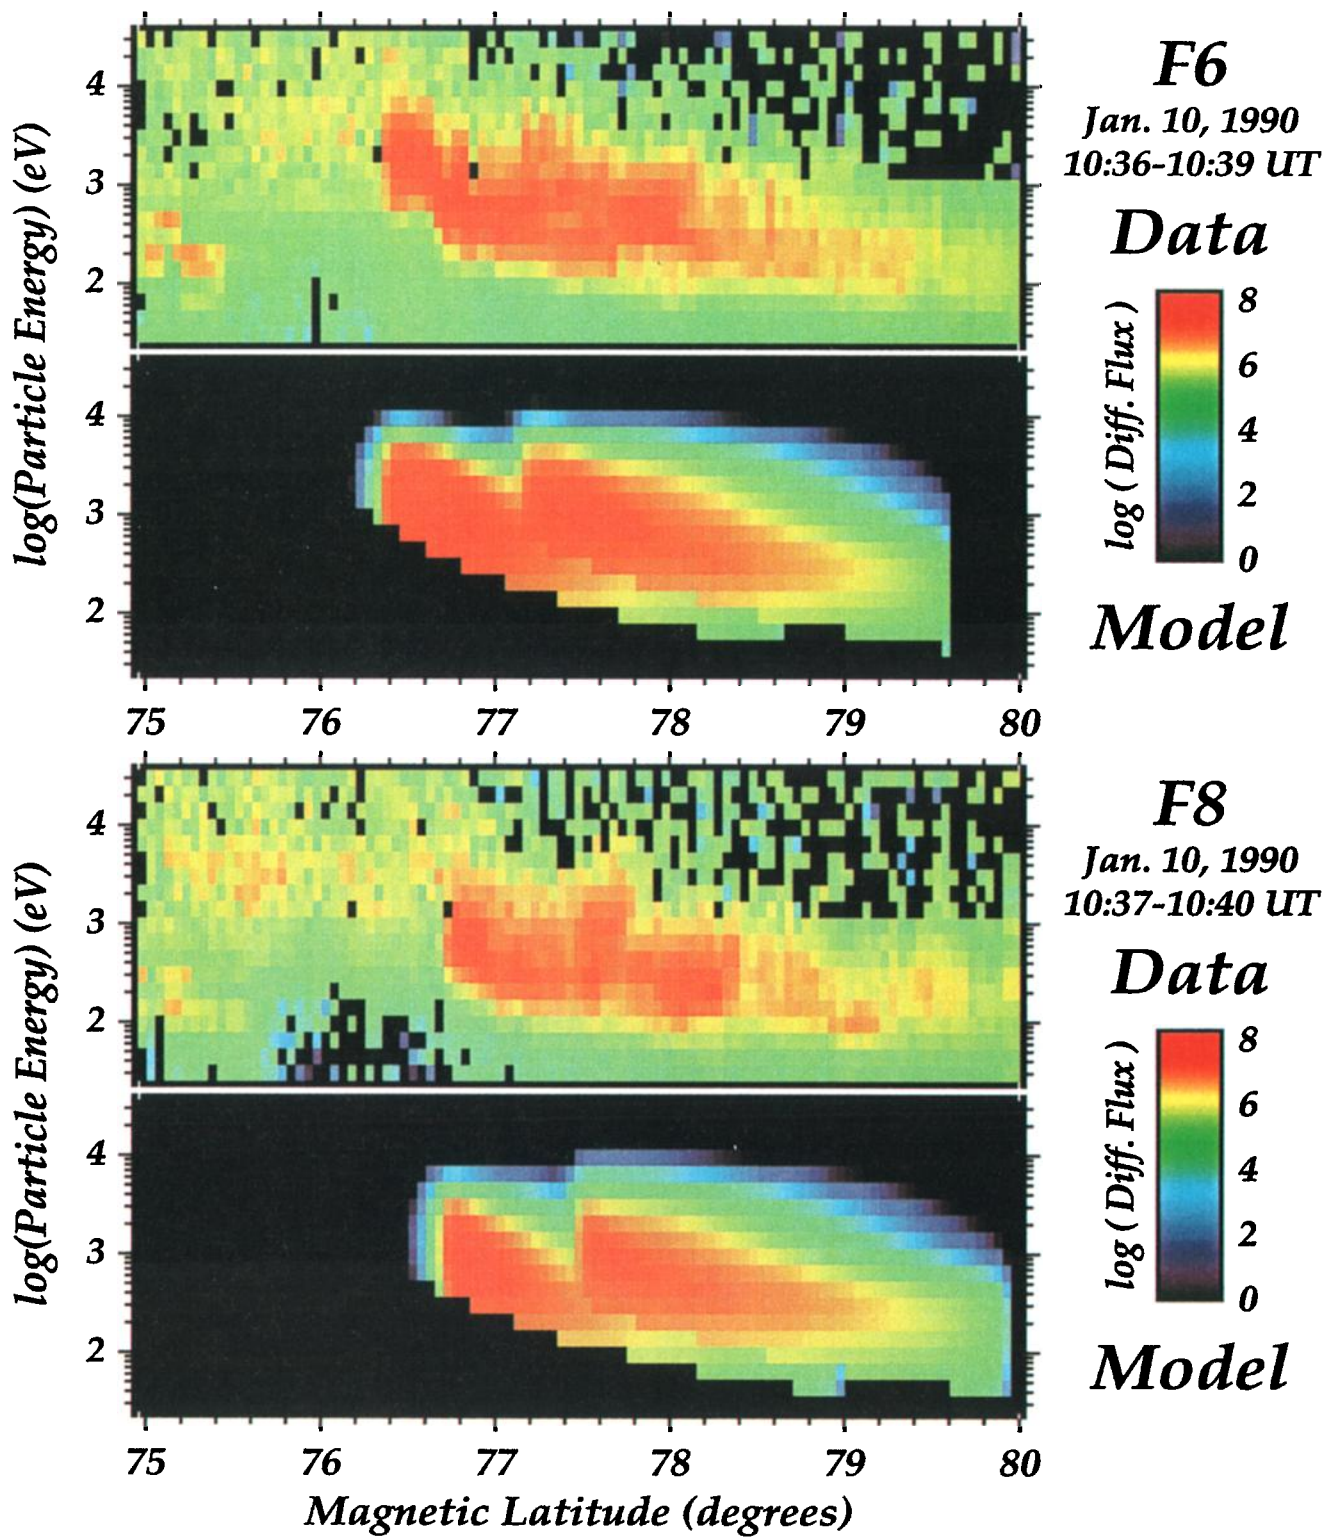 F6
Jan. 10, 1990
10:36-10:39 UT
Data
log(Particle Energy) (eV)
4
3
2
log ( Diff. Flux )
8
6
4
2
0
4
3
2
Model
75 76 77 78 79 80
F8
Jan. 10, 1990
10:37-10:40 UT
Data
log(Particle Energy) (eV)
4
3
2
log ( Diff. Flux )
8
6
4
2
0
4
3
2
Model
75 76 77 78 79 80
Magnetic Latitude (degrees)